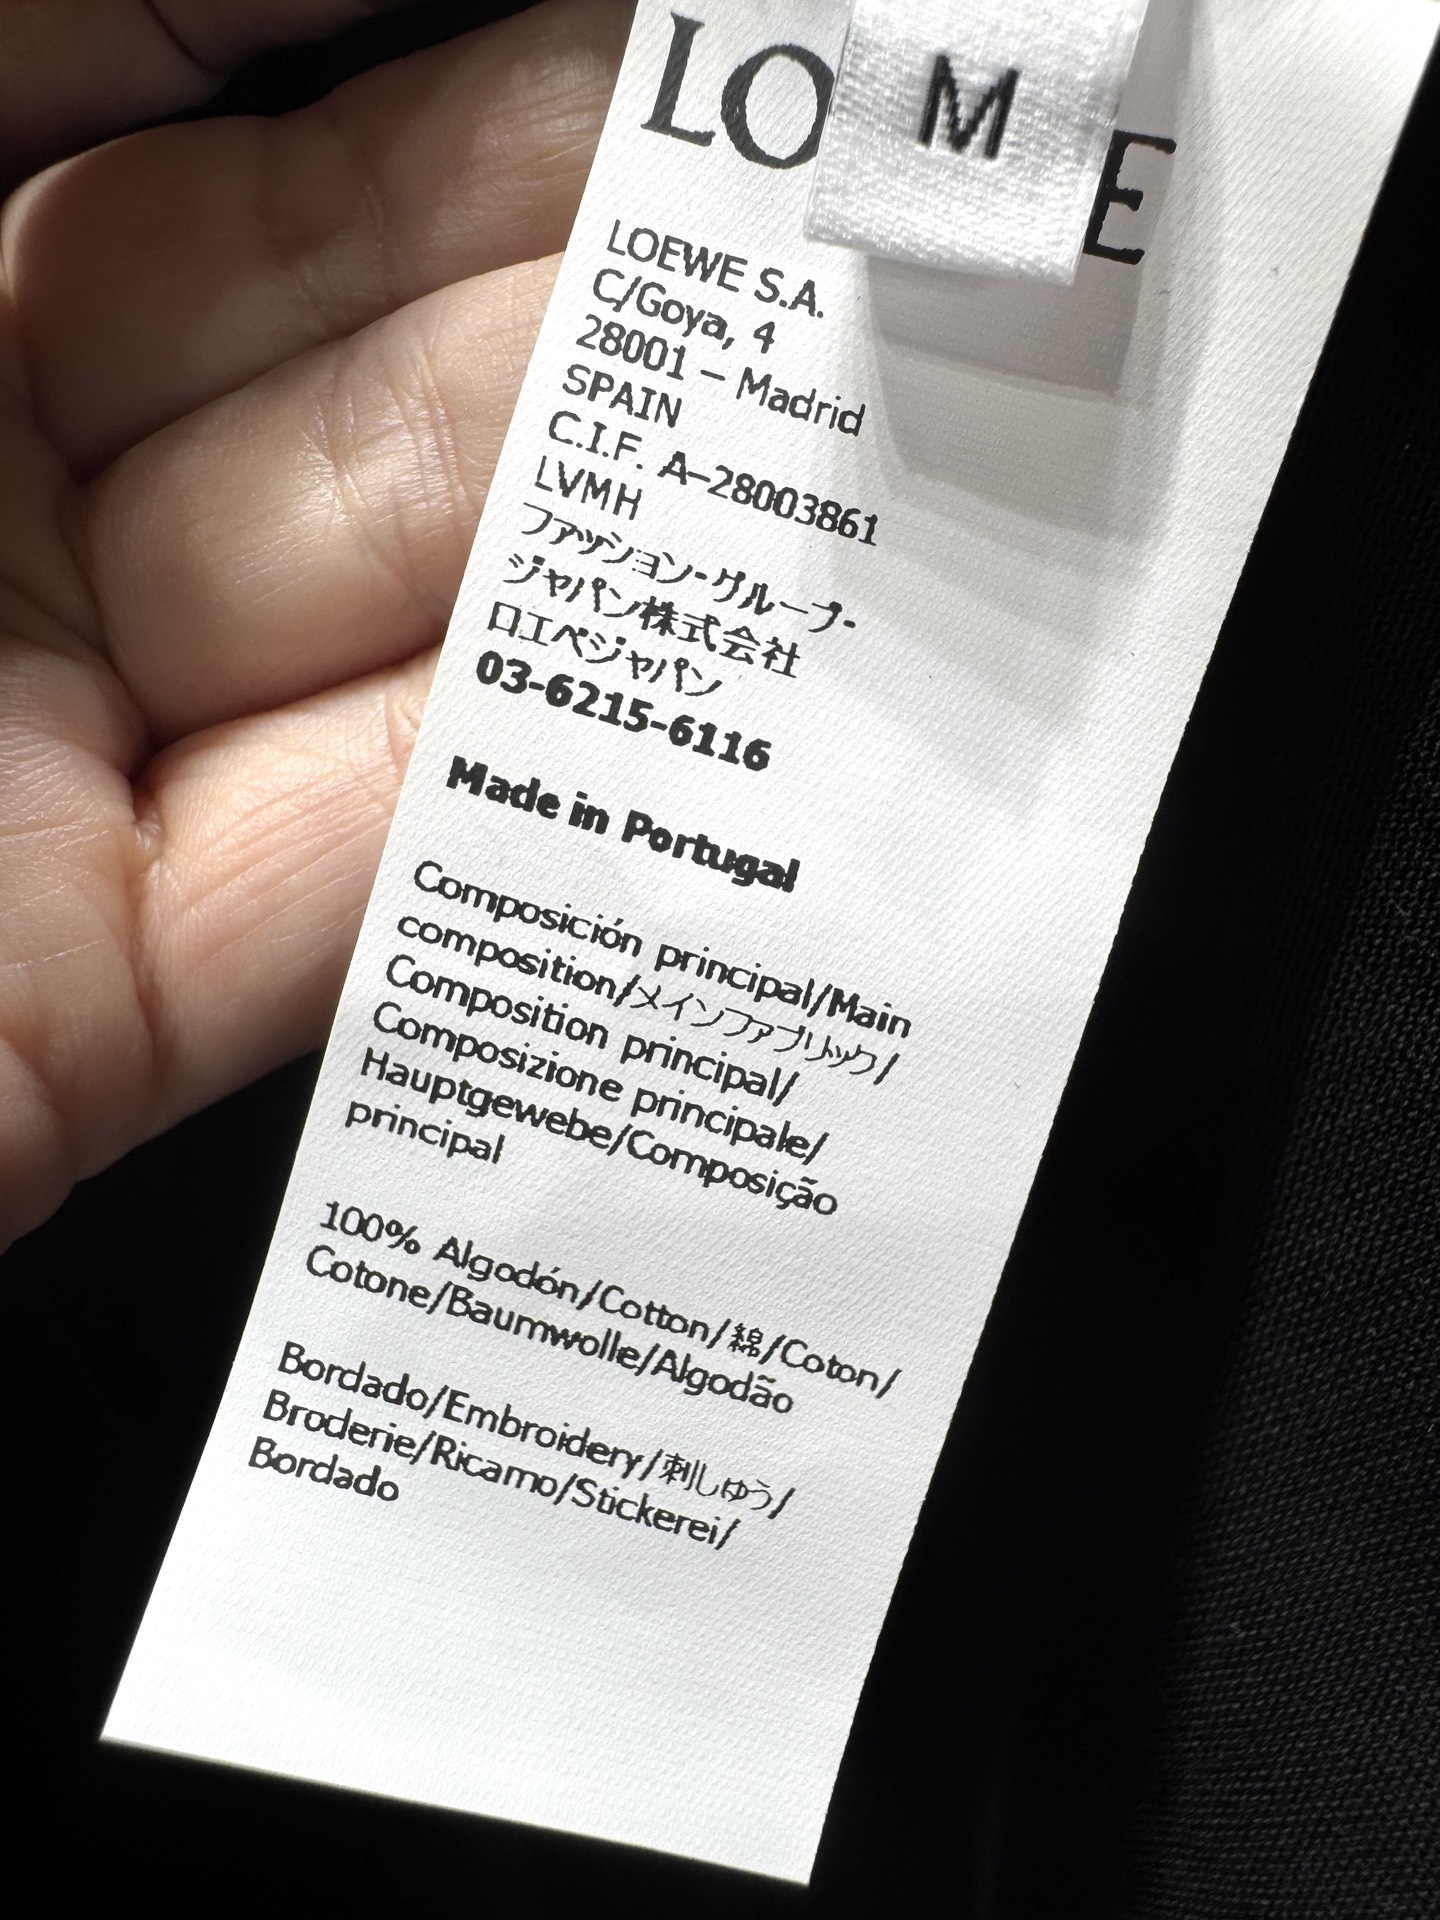 LO E
M
LOEWE S.A.
C/Goya, 4
28001 – Madrid
SPAIN
C.I.F. A-28003861
LVMH
ファッション・グループ・
ジャパン株式会社
ロエベジャパン
03-6215-6116
Made in Portugal
Composición principal/Main
composition/メインファブリック/
Composition principal/
Composizione principale/
Hauptgewebe/Composição
principal
100% Algodón/Cotton/綿/Coton/
Cotone/Baumwolle/Algodão
Bordado/Embroidery/刺しゅう/
Broderie/Ricamo/Stickerei/
Bordado